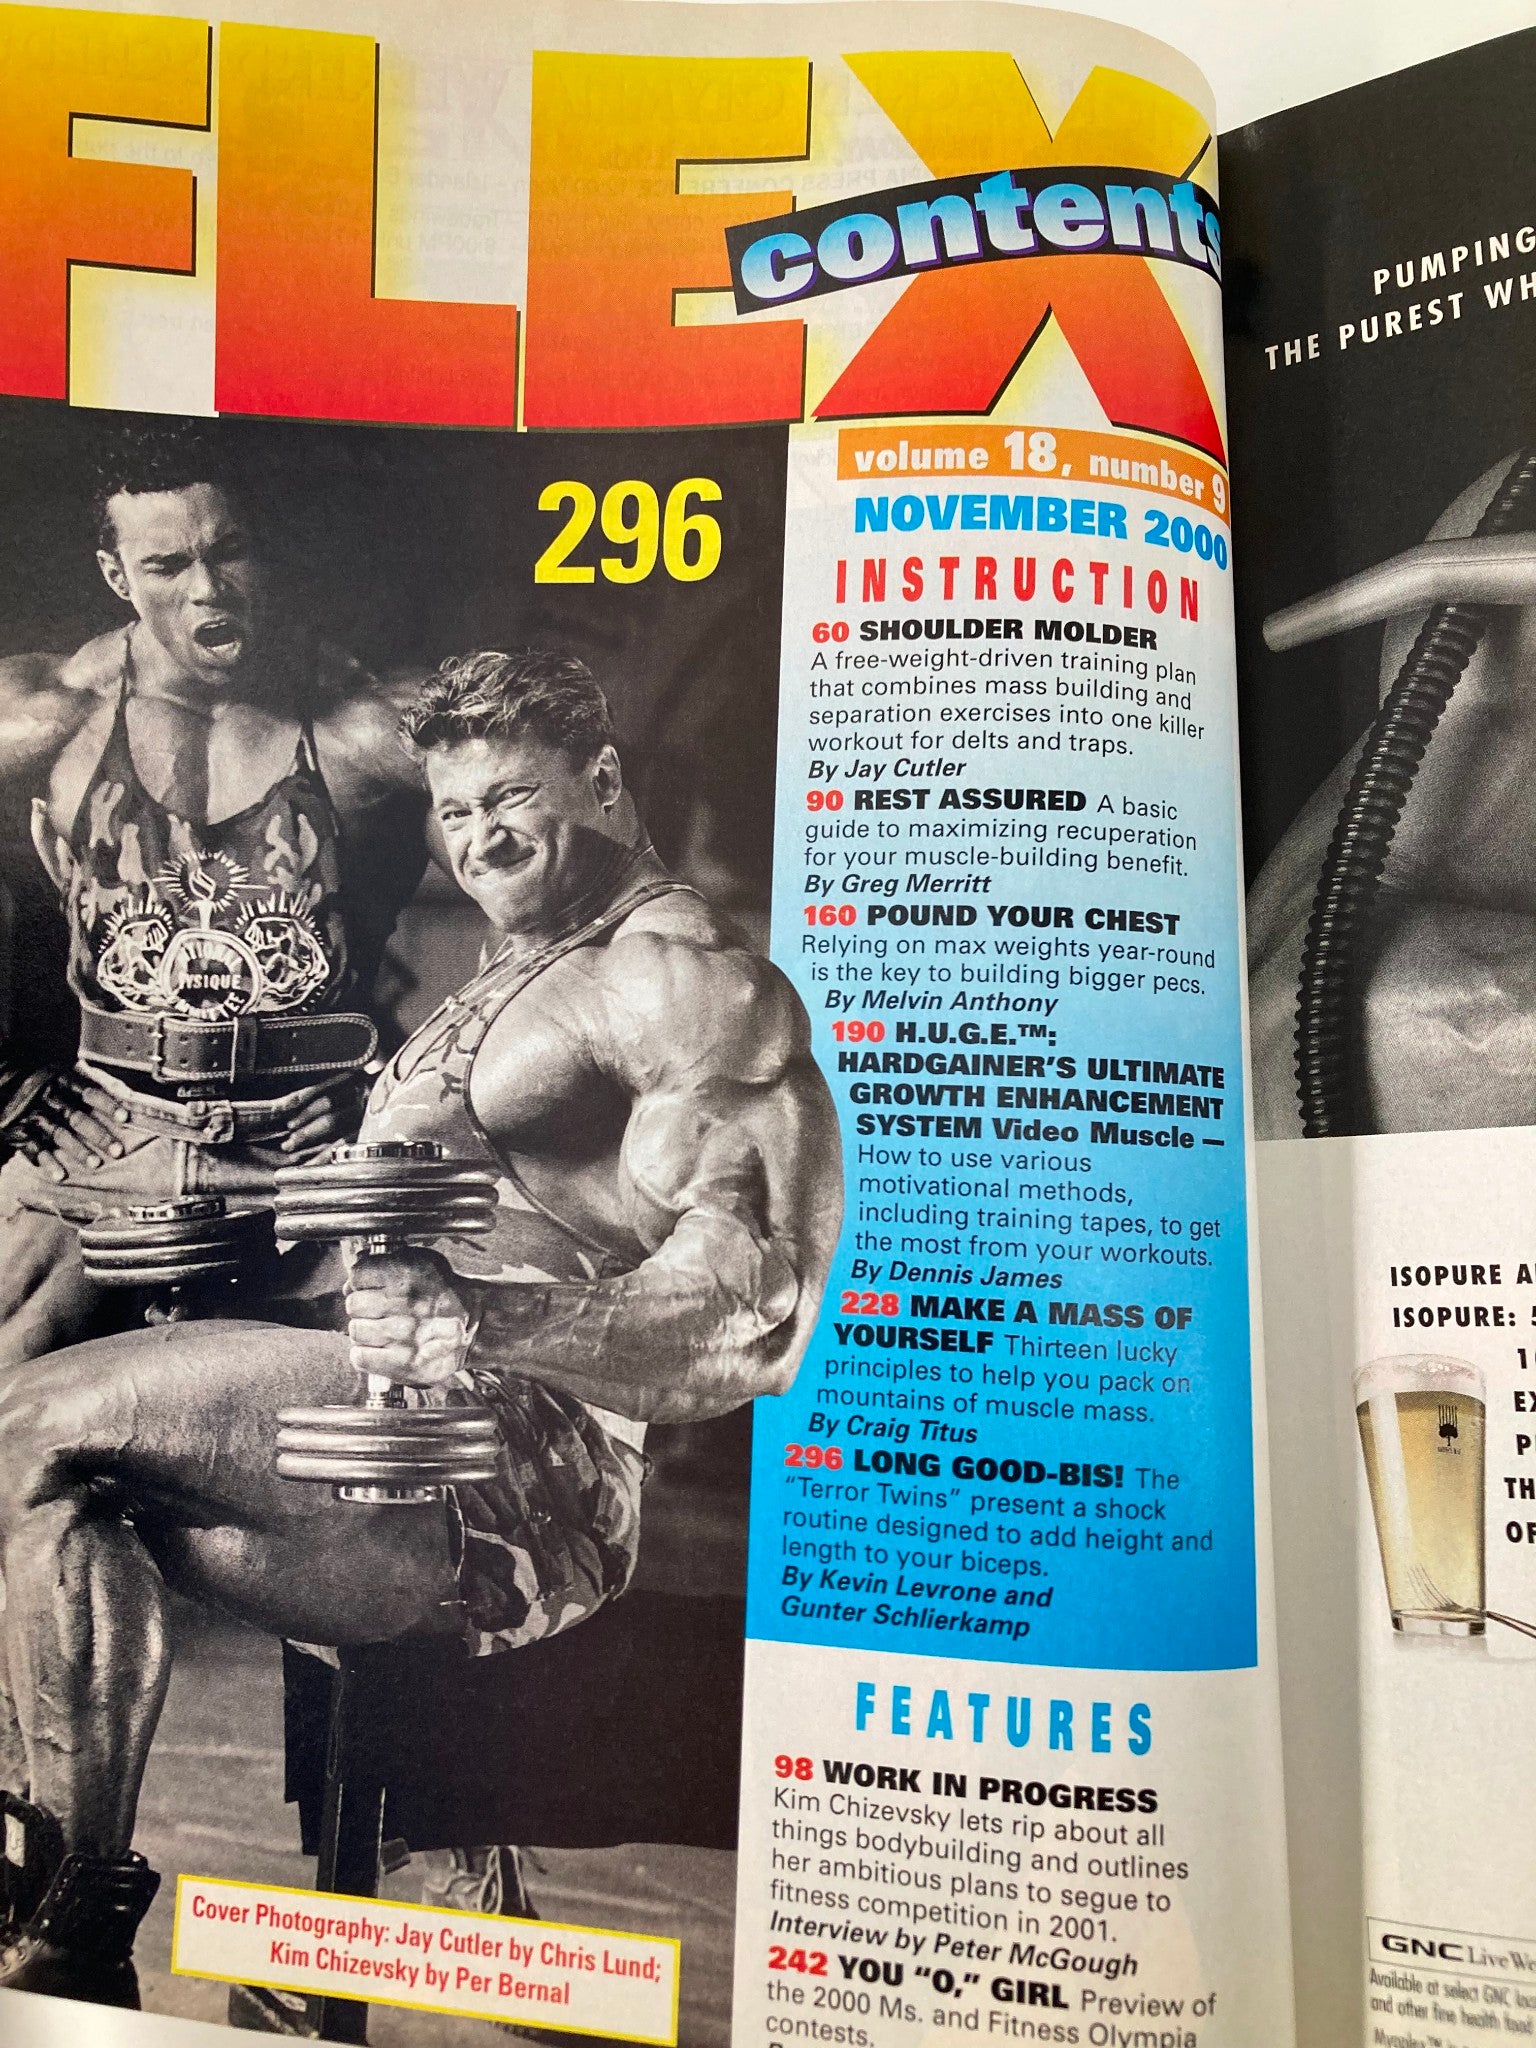 FLEX
contents
volume 18, number 9
NOVEMBER 2000
296
INSTRUCTION
60 SHOULDER MOLDER
A free-weight-driven training plan
that combines mass building and
separation exercises into one killer
workout for delts and traps.
By Jay Cutler
90 REST ASSURED A basic
guide to maximizing recuperation
for your muscle-building benefit.
By Greg Merritt
160 POUND YOUR CHEST
Relying on max weights year-round
is the key to building bigger pecs.
By Melvin Anthony
190 H.U.G.E.™:
HARDGAINER'S ULTIMATE
GROWTH ENHANCEMENT
SYSTEM Video Muscle —
How to use various
motivational methods,
including training tapes, to get
the most from your workouts.
By Dennis James
228 MAKE A MASS OF
YOURSELF Thirteen lucky
principles to help you pack on
mountains of muscle mass.
By Craig Titus
296 LONG GOOD-BIS! The
"Terror Twins" present a shock
routine designed to add height and
length to your biceps.
By Kevin Levrone and
Gunter Schlierkamp
FEATURES
98 WORK IN PROGRESS
Kim Chizevsky lets rip about all
things bodybuilding and outlines
her ambitious plans to segue to
fitness competition in 2001.
Interview by Peter McGough
242 YOU "O," GIRL Preview of
the 2000 Ms. and Fitness Olympia
contests.
Cover Photography: Jay Cutler by Chris Lund;
Kim Chizevsky by Per Bernal
PUMPING
THE PUREST
ISOPURE
ISOPURE:
GNC Live
Available at select GNC
and other fine health food